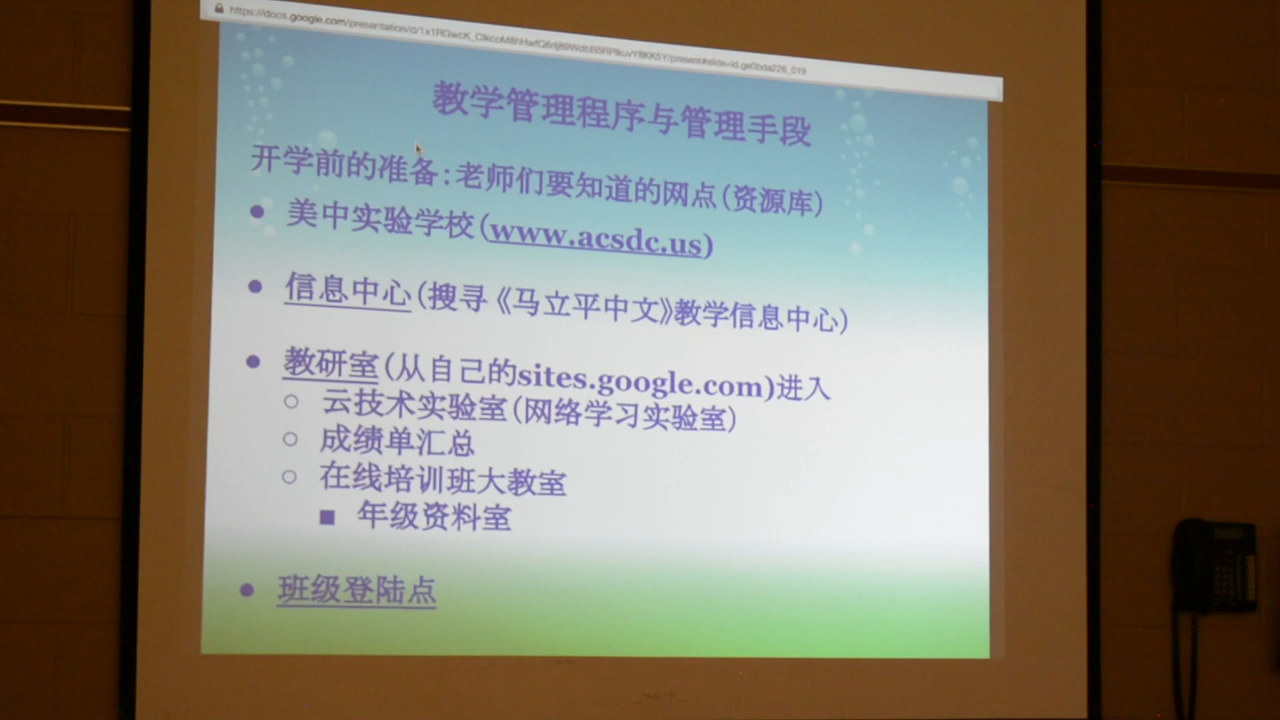 教学管理程序与管理手段
开学前的准备:老师们要知道的网点(资源库)
● 美中实验学校(www.acsdc.us)
● 信息中心(搜寻《马立平中文》教学信息中心)
● 教研室(从自己的sites.google.com)进入
○ 云技术实验室(网络学习实验室)
○ 成绩单汇总
○ 在线培训班大教室
■ 年级资料室
● 班级登陆点